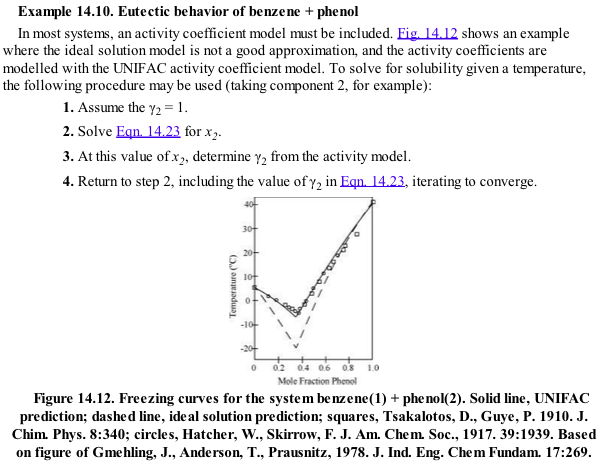 Example 14.10. Eutectic behavior of benzene + phenol
In most systems, an activity coefficient model must be included. Fig. 14.12 shows an example
where the ideal solution model is not a good approximation, and the activity coefficients are
modelled with the UNIFAC activity coefficient model. To solve for solubility given a temperature,
the following procedure may be used (taking component 2, for example):
1. Assume the γ₂ = 1.
2. Solve Eqn. 14.23 for x₂.
3. At this value of x₂, determine γ₂ from the activity model.
4. Return to step 2, including the value of γ₂ in Eqn. 14.23, iterating to converge.
40
30
20
10
0
-10
-20
Temperature (°C)
0 0.2 0.4 0.6 0.8 1.0
Mole Fraction Phenol
Figure 14.12. Freezing curves for the system benzene(1) + phenol(2). Solid line, UNIFAC
prediction; dashed line, ideal solution prediction; squares, Tsakalotos, D., Guye, P. 1910. J.
Chim. Phys. 8:340; circles, Hatcher, W., Skirrow, F. J. Am. Chem. Soc., 1917. 39:1939. Based
on figure of Gmehling, J., Anderson, T., Prausnitz, 1978. J. Ind. Eng. Chem Fundam. 17:269.